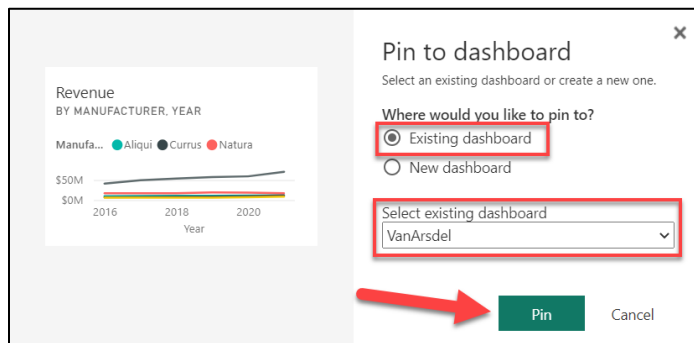 Revenue
BY MANUFACTURER, YEAR
Manufa... Aliqui Currus Natura
$50M
$0M
2016 2018 2020
Year
×
Pin to dashboard
Select an existing dashboard or create a new one.
Where would you like to pin to?
Existing dashboard
New dashboard
Select existing dashboard
VanArsdel
Pin Cancel